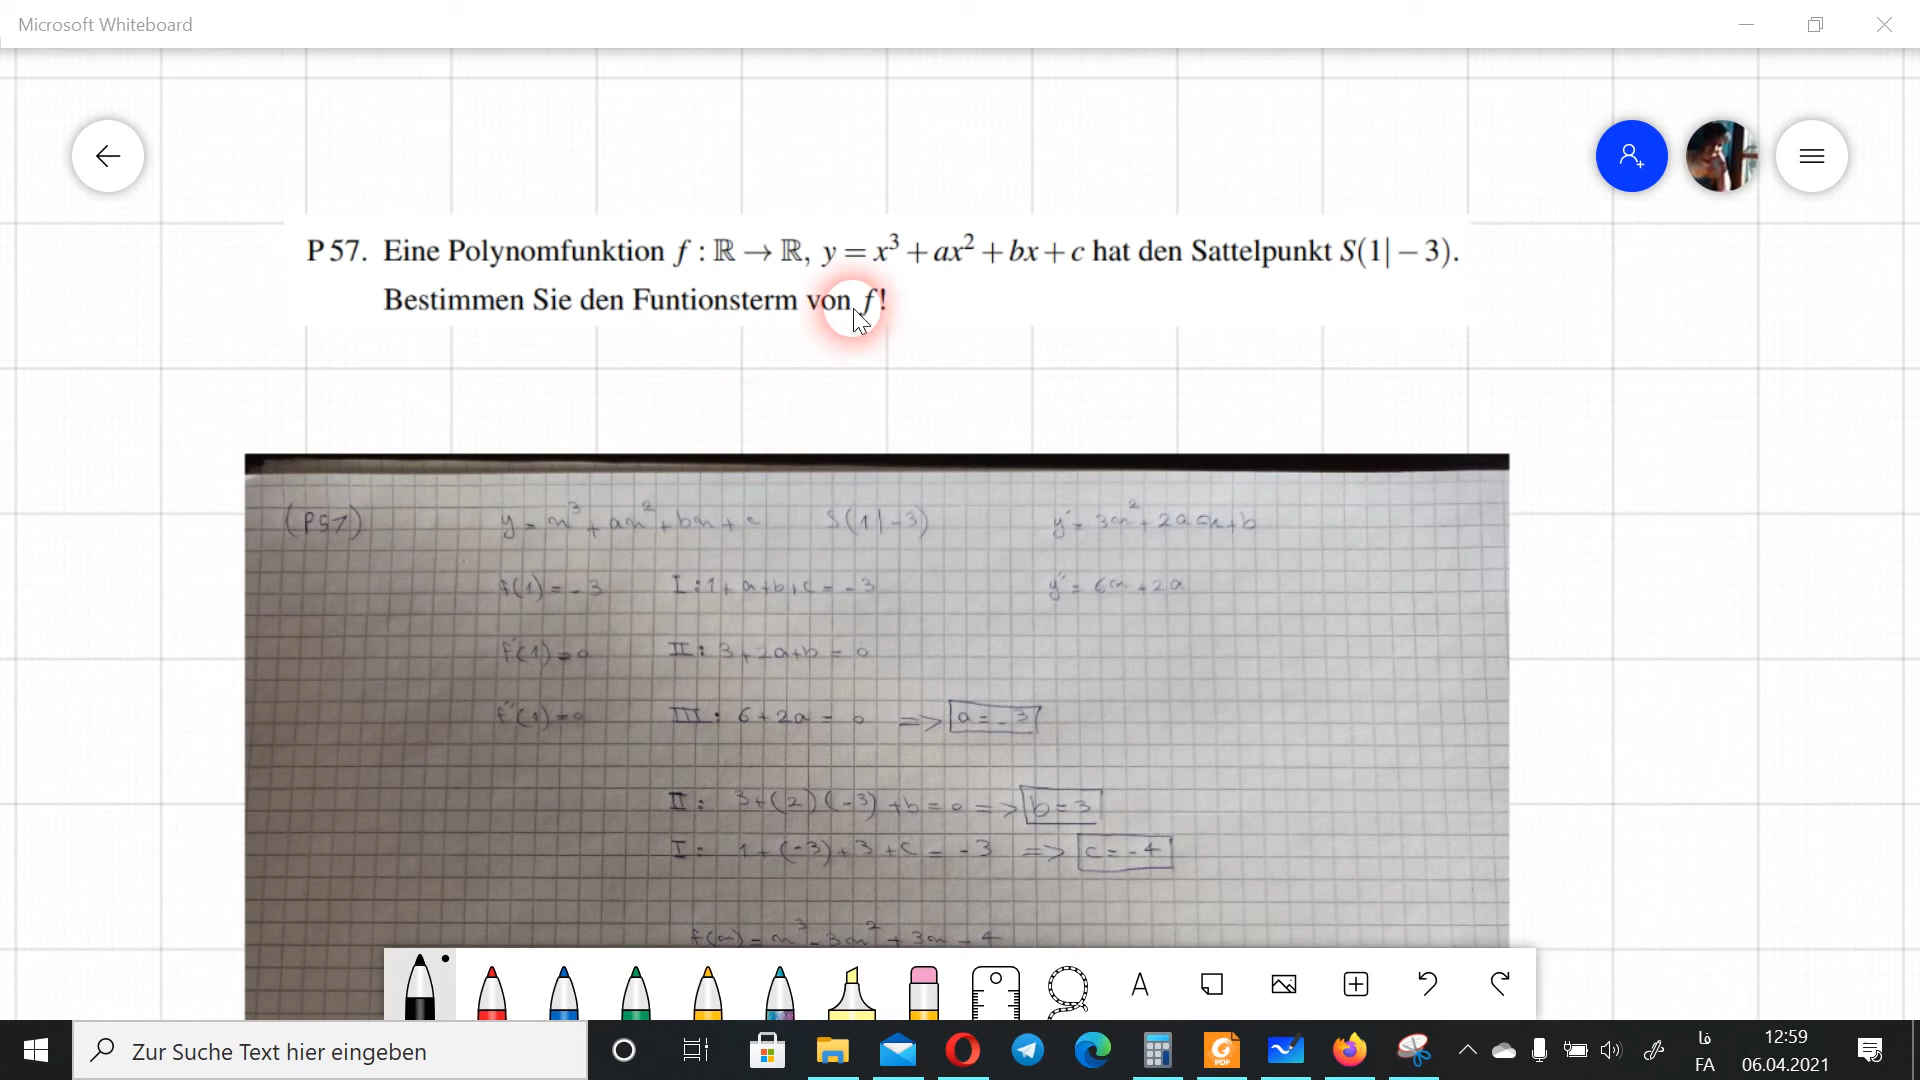 Microsoft Whiteboard
P 57. Eine Polynomfunktion f : ℝ → ℝ, y = x³ + ax² + bx + c hat den Sattelpunkt S(1| − 3).
Bestimmen Sie den Funtionsterm von f!
(P57) y = x³ + ax² + bx + c S(1|-3) y' = 3x² + 2ax + b
f(1) = -3 I : 1 + a + b + c = -3 y'' = 6x + 2a
f'(1) = 0 II : 3 + 2a + b = 0
f''(1) = 0 III : 6 + 2a = 0 => a = -3
II : 3 + (2)(-3) + b = 0 => b = 3
I : 1 + (-3) + 3 + c = -3 => c = -4
f(x) = x³ - 3x² + 3x - 4
A
Zur Suche Text hier eingeben
PDF
فا
FA
12:59
06.04.2021